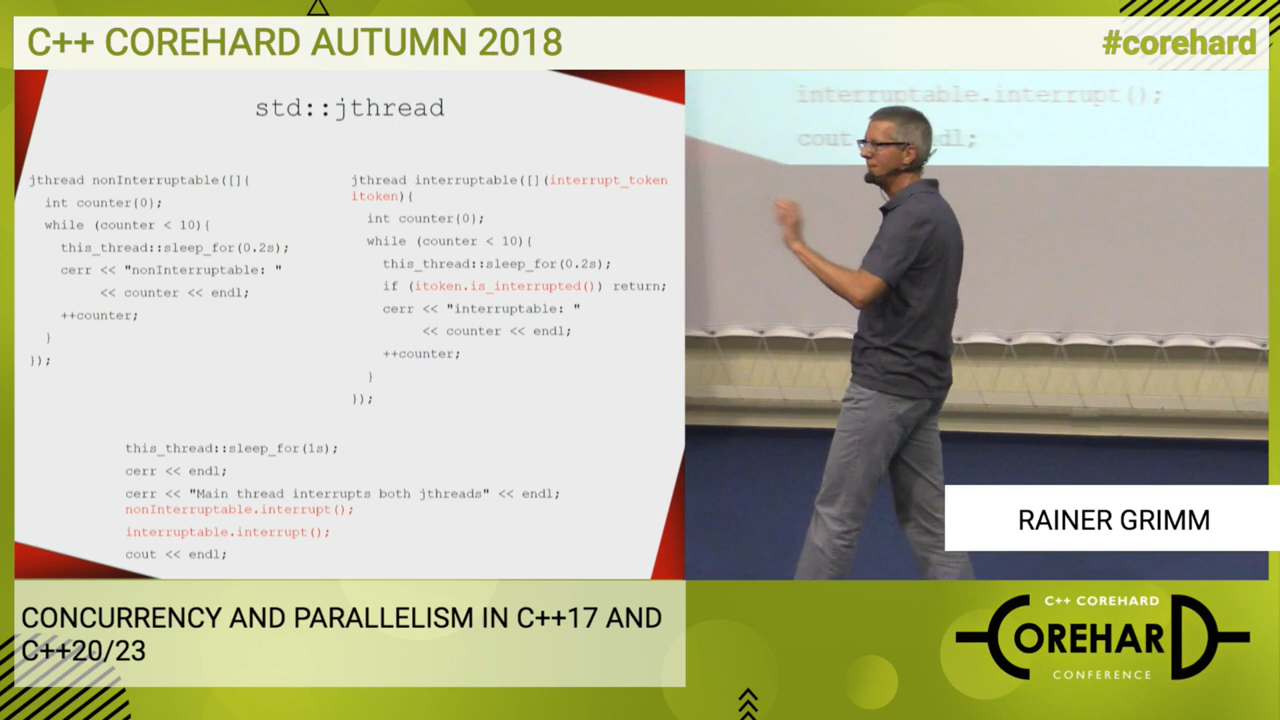 C++ COREHARD AUTUMN 2018
#corehard
std::jthread
jthread nonInterruptable([]{
int counter{0};
while (counter < 10){
this_thread::sleep_for(0.2s);
cerr << "nonInterruptable: "
<< counter << endl;
++counter;
}
});
jthread interruptable([](interrupt_token
itoken){
int counter{0};
while (counter < 10){
this_thread::sleep_for(0.2s);
if (itoken.is_interrupted()) return;
cerr << "interruptable: "
<< counter << endl;
++counter;
}
});
this_thread::sleep_for(1s);
cerr << endl;
cerr << "Main thread interrupts both jthreads" << endl;
nonInterruptable.interrupt();
interruptable.interrupt();
cout << endl;
interruptable.interrupt();
cout
dl;
RAINER GRIMM
CONCURRENCY AND PARALLELISM IN C++17 AND
C++20/23
C++ COREHARD
COREHARD
CONFERENCE